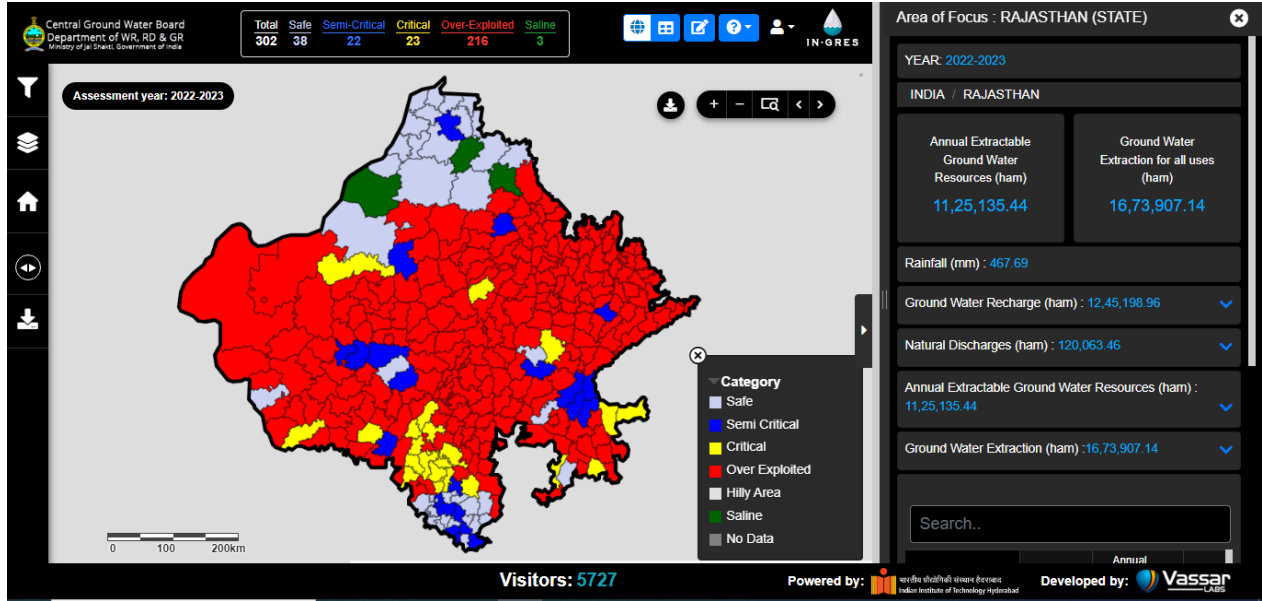 Central Ground Water Board
Department of WR, RD & GR
Ministry of Jal Shakti, Government of India
Total Safe Semi-Critical Critical Over-Exploited Saline
302 38 22 23 216 3
IN-GRES
Assessment year: 2022-2023
Category
Safe
Semi Critical
Critical
Over Exploited
Hilly Area
Saline
No Data
0 100 200km
Area of Focus : RAJASTHAN (STATE)
YEAR: 2022-2023
INDIA / RAJASTHAN
Annual Extractable
Ground Water
Resources (ham)
11,25,135.44
Ground Water
Extraction for all uses
(ham)
16,73,907.14
Rainfall (mm) : 467.69
Ground Water Recharge (ham) : 12,45,198.96
Natural Discharges (ham) : 120,063.46
Annual Extractable Ground Water Resources (ham) :
11,25,135.44
Ground Water Extraction (ham) :16,73,907.14
Search..
Annual
Visitors: 5727
Powered by:
भारतीय प्रौद्योगिकी संस्थान हैदराबाद
Indian Institute of Technology Hyderabad
Developed by:
Vassar
LABS